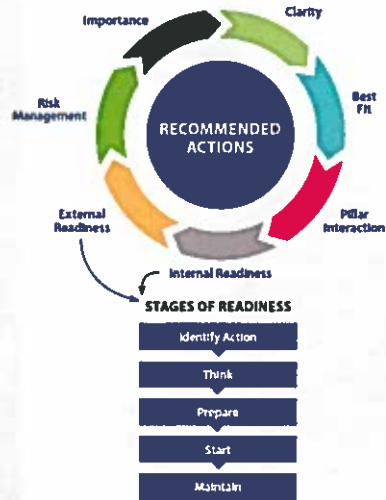 Importance
Clarity
Risk
Management
Best
Fit
RECOMMENDED
ACTIONS
External
Readiness
Pillar
Interaction
Internal Readiness
STAGES OF READINESS
Identify Action
Think
Prepare
Start
Maintain